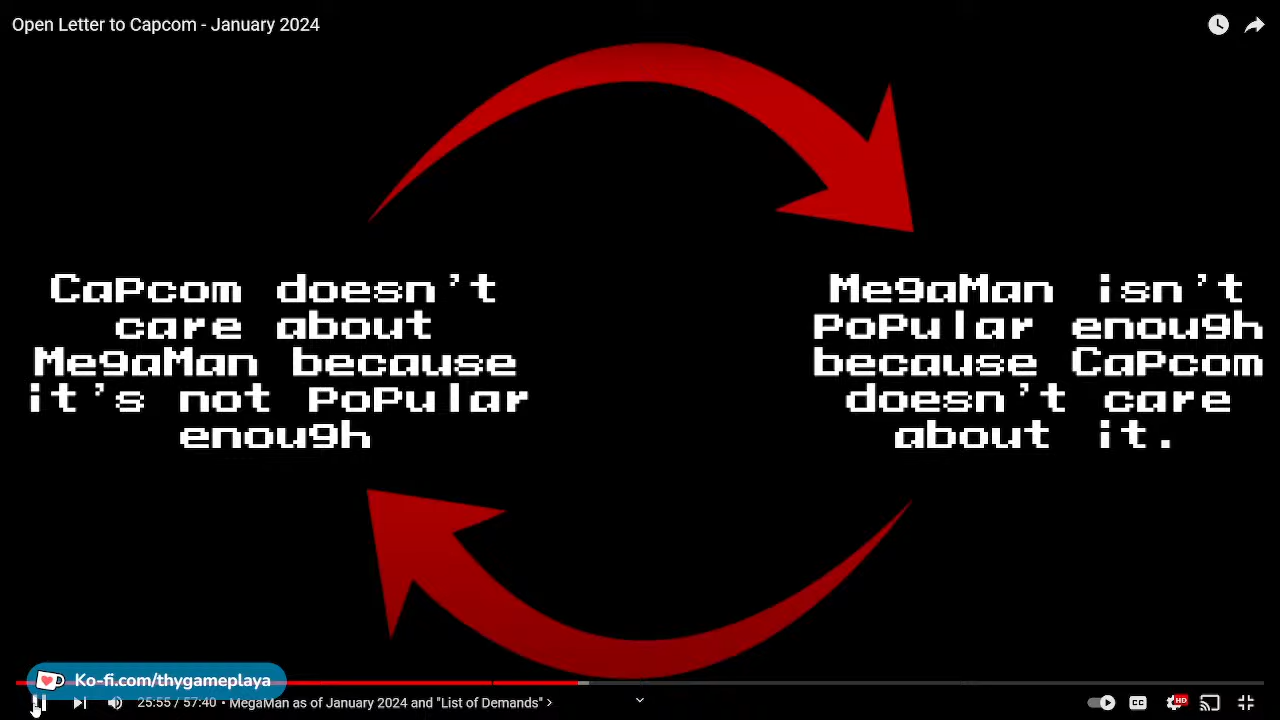 Open Letter to Capcom - January 2024
Capcom doesn't
care about
MegaMan because
it's not popular
enough
MegaMan isn't
popular enough
because Capcom
doesn't care
about it.
Ko-fi.com/thygameplaya
25:55 / 57:40 • MegaMan as of January 2024 and "List of Demands" >
CC
HD